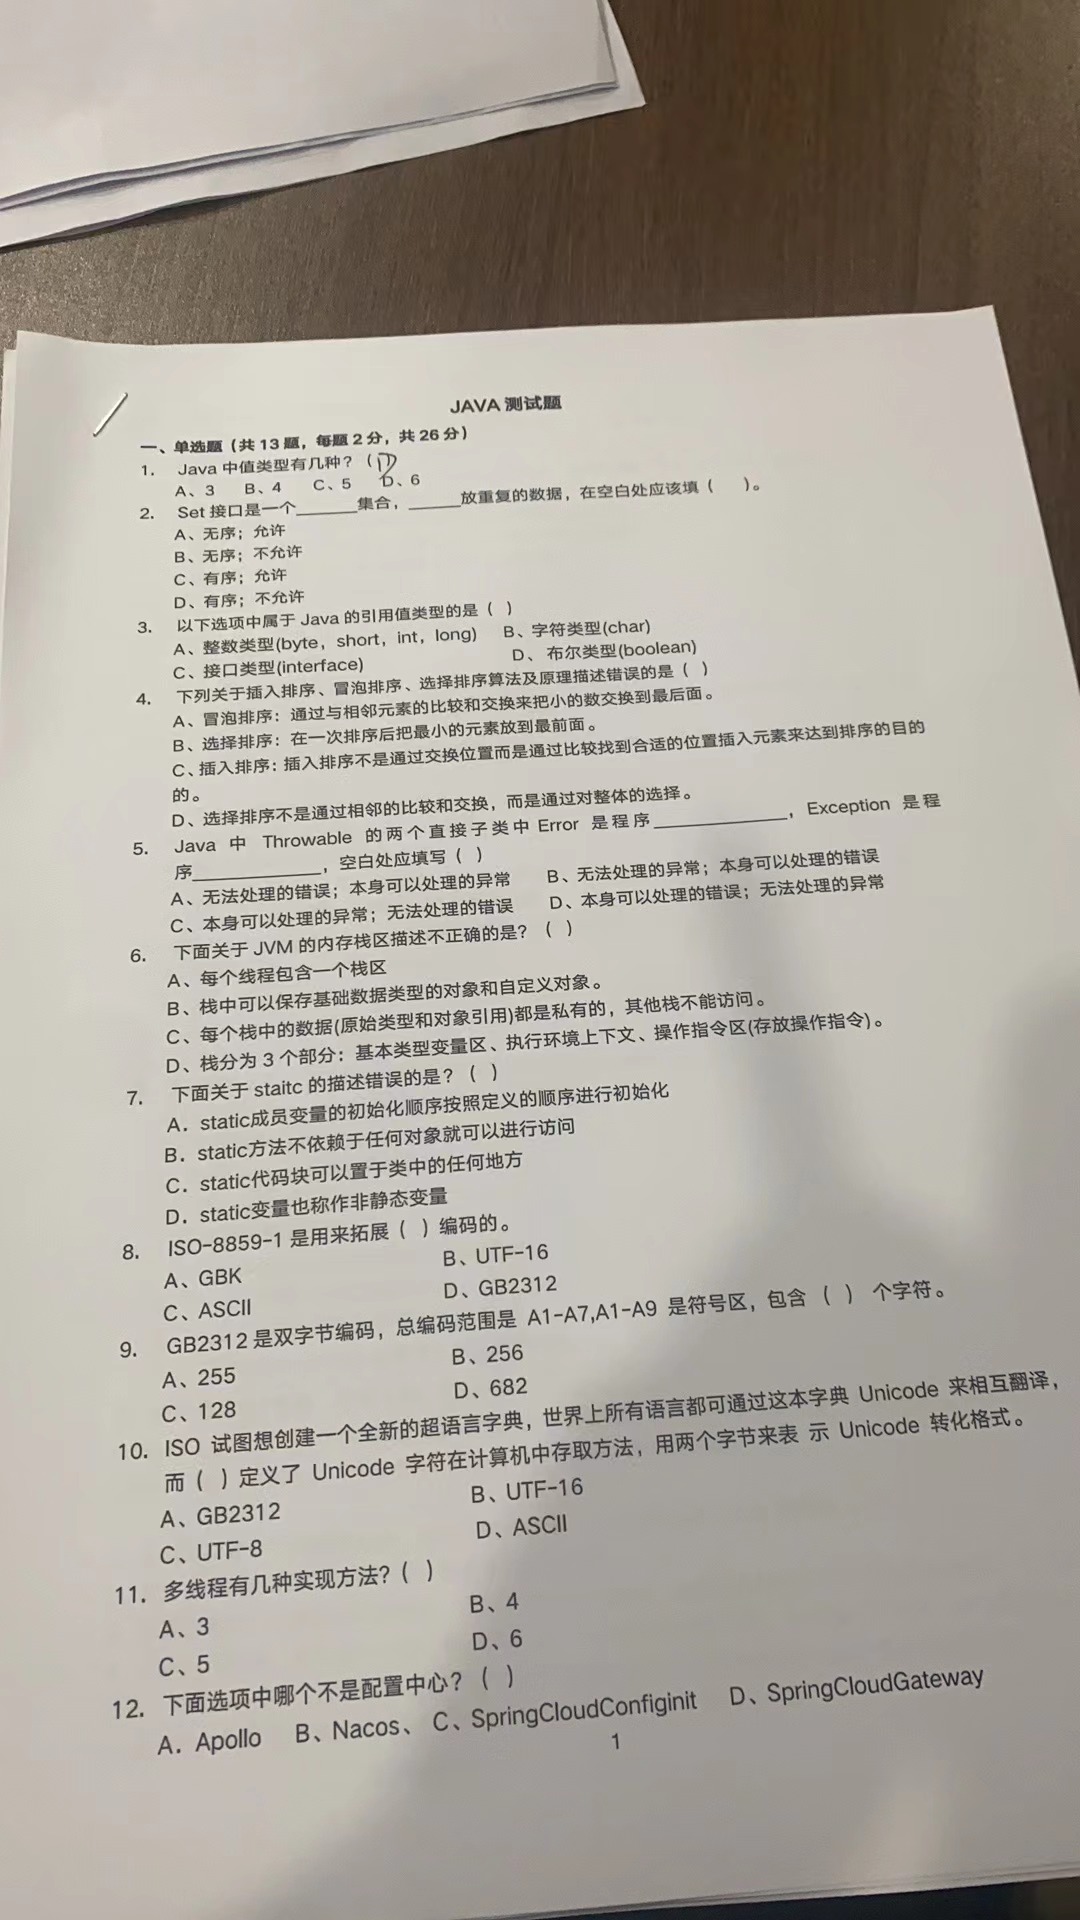 JAVA 测试题
一、单选题（共 13 题，每题 2 分，共 26 分）
1. Java 中值类型有几种？（D）
A、3 B、4 C、5 D、6
2. Set 接口是一个______集合，______放重复的数据，在空白处应该填（ ）。
A、无序；允许
B、无序；不允许
C、有序；允许
D、有序；不允许
3. 以下选项中属于 Java 的引用值类型的是（ ）
A、整数类型(byte，short，int，long) B、字符类型(char)
C、接口类型(interface) D、布尔类型(boolean)
4. 下列关于插入排序、冒泡排序、选择排序算法及原理描述错误的是（ ）
A、冒泡排序：通过与相邻元素的比较和交换来把小的数交换到最后面。
B、选择排序：在一次排序后把最小的元素放到最前面。
C、插入排序：插入排序不是通过交换位置而是通过比较找到合适的位置插入元素来达到排序的目的
的。
D、选择排序不是通过相邻的比较和交换，而是通过对整体的选择。
5. Java 中 Throwable 的两个直接子类中 Error 是程序____________，Exception 是程
序____________，空白处应填写（ ）
A、无法处理的错误；本身可以处理的异常 B、无法处理的异常；本身可以处理的错误
C、本身可以处理的异常；无法处理的错误 D、本身可以处理的错误；无法处理的异常
6. 下面关于 JVM 的内存栈区描述不正确的是？（ ）
A、每个线程包含一个栈区
B、栈中可以保存基础数据类型的对象和自定义对象。
C、每个栈中的数据(原始类型和对象引用)都是私有的，其他栈不能访问。
D、栈分为 3 个部分：基本类型变量区、执行环境上下文、操作指令区(存放操作指令)。
7. 下面关于 staitc 的描述错误的是？（ ）
A．static成员变量的初始化顺序按照定义的顺序进行初始化
B．static方法不依赖于任何对象就可以进行访问
C．static代码块可以置于类中的任何地方
D．static变量也称作非静态变量
8. ISO-8859-1 是用来拓展（ ）编码的。
A、GBK B、UTF-16
C、ASCII D、GB2312
9. GB2312 是双字节编码，总编码范围是 A1-A7,A1-A9 是符号区，包含（ ）个字符。
A、255 B、256
C、128 D、682
10. ISO 试图想创建一个全新的超语言字典，世界上所有语言都可通过这本字典 Unicode 来相互翻译，
而（ ）定义了 Unicode 字符在计算机中存取方法，用两个字节来表 示 Unicode 转化格式。
A、GB2312 B、UTF-16
C、UTF-8 D、ASCII
11. 多线程有几种实现方法?（ ）
A、3 B、4
C、5 D、6
12. 下面选项中哪个不是配置中心？（ ）
A．Apollo B、Nacos、 C、SpringCloudConfiginit D、SpringCloudGateway
1